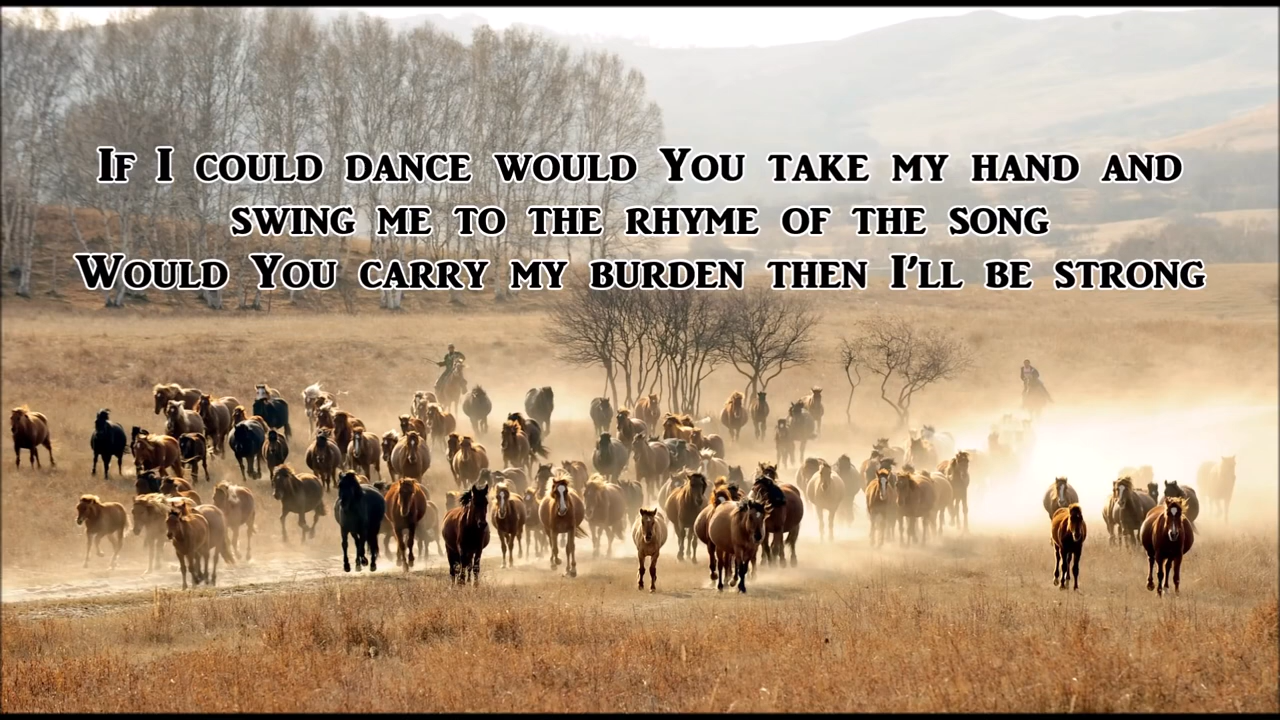 If I could dance would You take my hand and
swing me to the rhyme of the song
Would You carry my burden then I'll be strong